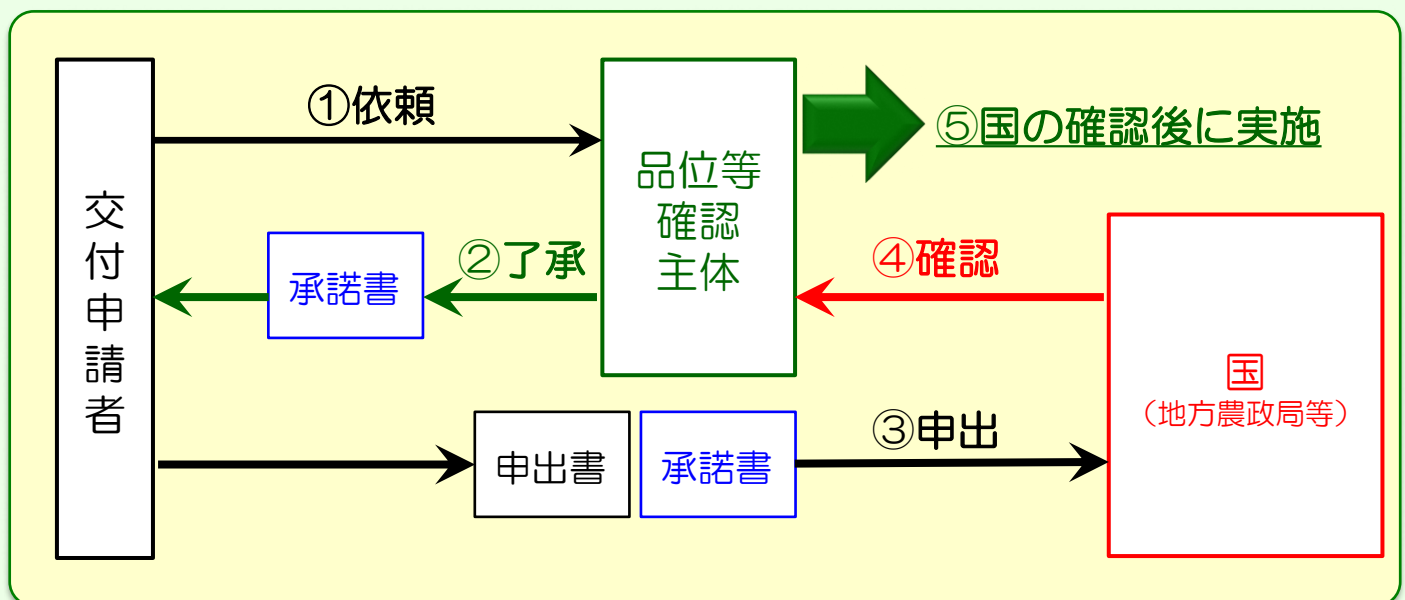 ①依頼
⑤国の確認後に実施
交付申請者
品位等
確認
主体
②了承
承諾書
④確認
国
(地方農政局等)
③申出
申出書
承諾書